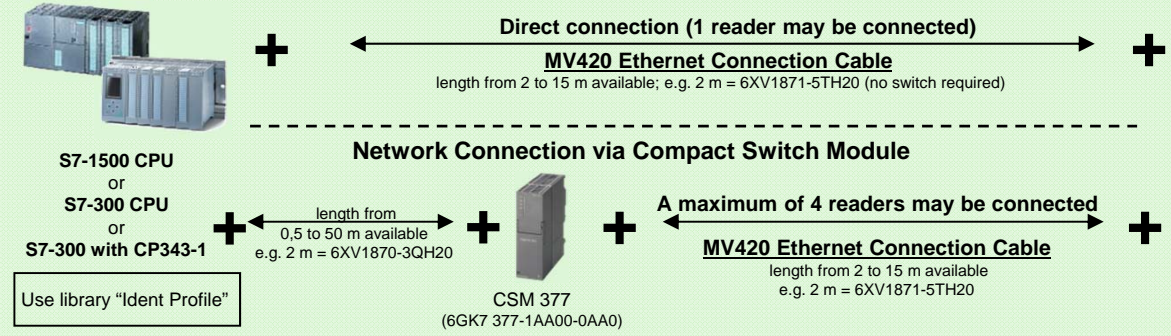 Direct connection (1 reader may be connected)
MV420 Ethernet Connection Cable
length from 2 to 15 m available; e.g. 2 m = 6XV1871-5TH20 (no switch required)
+
+
Network Connection via Compact Switch Module
S7-1500 CPU
or
S7-300 CPU
or
S7-300 with CP343-1
Use library “Ident Profile”
+
length from
0,5 to 50 m available
e.g. 2 m = 6XV1870-3QH20
+
CSM 377
(6GK7 377-1AA00-0AA0)
+
A maximum of 4 readers may be connected
MV420 Ethernet Connection Cable
length from 2 to 15 m available
e.g. 2 m = 6XV1871-5TH20
+